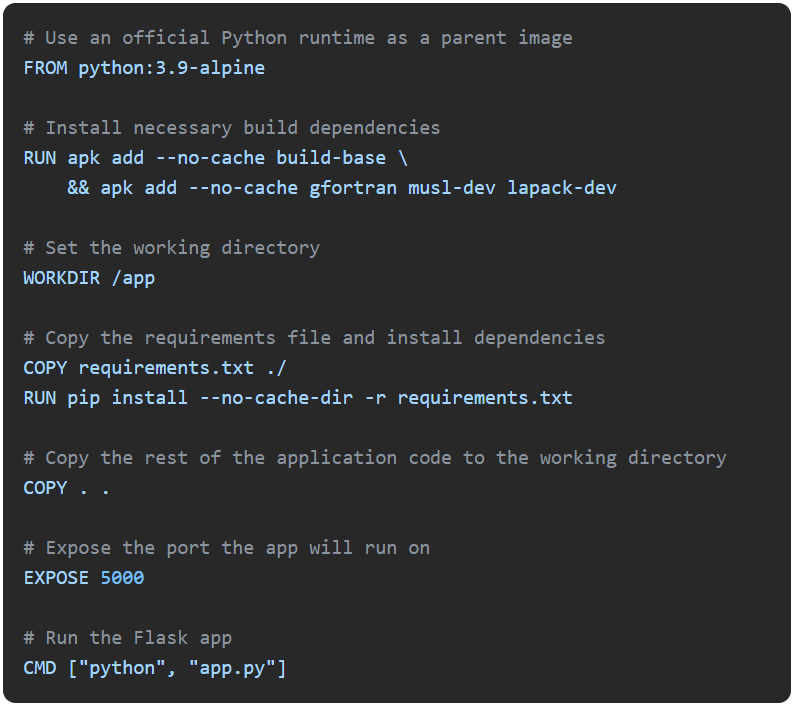 # Use an official Python runtime as a parent image
FROM python:3.9-alpine
# Install necessary build dependencies
RUN apk add --no-cache build-base \
    && apk add --no-cache gfortran musl-dev lapack-dev
# Set the working directory
WORKDIR /app
# Copy the requirements file and install dependencies
COPY requirements.txt ./
RUN pip install --no-cache-dir -r requirements.txt
# Copy the rest of the application code to the working directory
COPY . .
# Expose the port the app will run on
EXPOSE 5000
# Run the Flask app
CMD ["python", "app.py"]